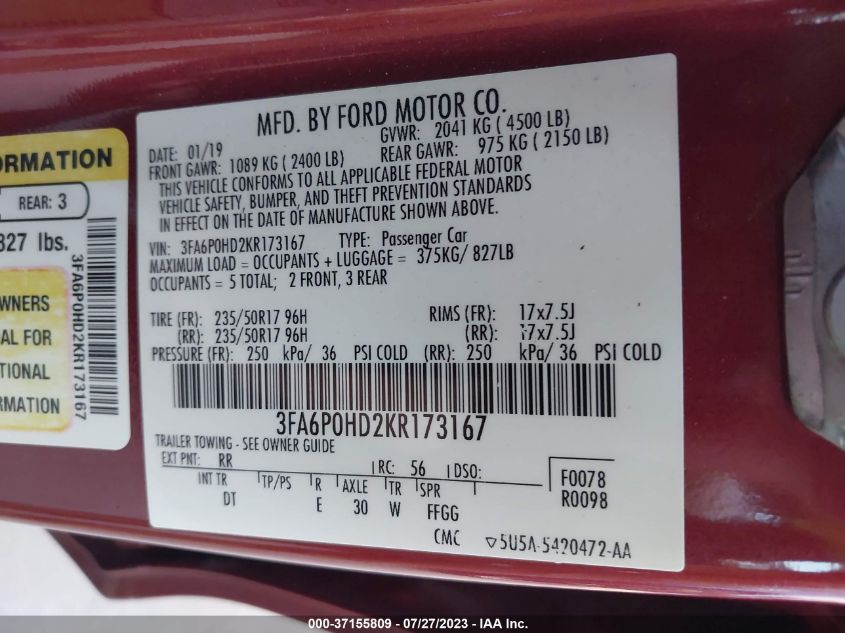 MFD. BY FORD MOTOR CO.
DATE: 01/19 GVWR: 2041 KG ( 4500 LB)
FRONT GAWR: 1089 KG ( 2400 LB) REAR GAWR: 975 KG ( 2150 LB)
THIS VEHICLE CONFORMS TO ALL APPLICABLE FEDERAL MOTOR
VEHICLE SAFETY, BUMPER, AND THEFT PREVENTION STANDARDS
IN EFFECT ON THE DATE OF MANUFACTURE SHOWN ABOVE.
VIN: 3FA6P0HD2KR173167 TYPE: Passenger Car
MAXIMUM LOAD = OCCUPANTS + LUGGAGE = 375KG/ 827LB
OCCUPANTS = 5 TOTAL; 2 FRONT, 3 REAR
TIRE (FR): 235/50R17 96H RIMS (FR): 17x7.5J
(RR): 235/50R17 96H (RR): 17x7.5J
PRESSURE (FR): 250 kPa/ 36 PSI COLD (RR): 250 kPa/ 36 PSI COLD
3FA6P0HD2KR173167
TRAILER TOWING - SEE OWNER GUIDE
EXT PNT: RR RC: 56 DSO: F0078
INT TR TP/PS R AXLE TR SPR R0098
DT E 30 W FFGG
CMC 5U5A-5420472-AA
ORMATION
REAR: 3
827 lbs.
3FA6P0HD2KR173167
WNERS
AL FOR
TIONAL
RMATION
000-37155809 / 07/27/2023 - IAA Inc.